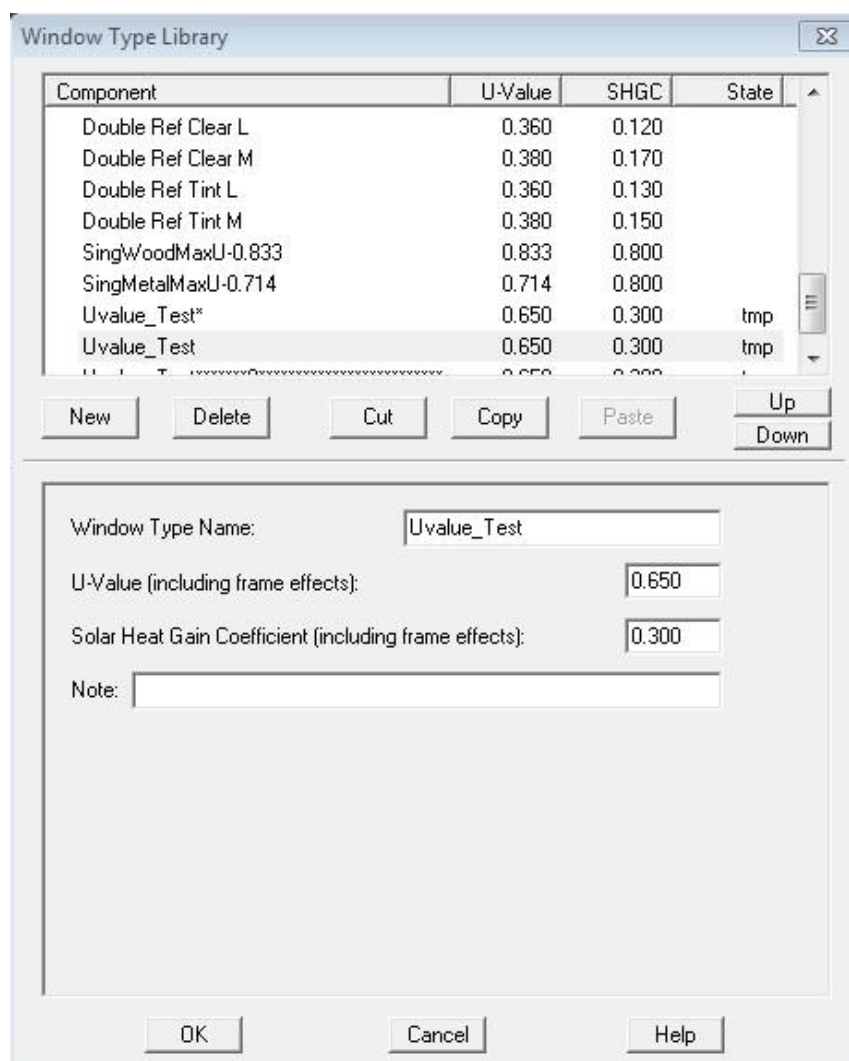 Window Type Library
Component U-Value SHGC State
Double Ref Clear L 0.360 0.120
Double Ref Clear M 0.380 0.170
Double Ref Tint L 0.360 0.130
Double Ref Tint M 0.380 0.150
SingWoodMaxU-0.833 0.833 0.800
SingMetalMaxU-0.714 0.714 0.800
Uvalue_Test* 0.650 0.300 tmp
Uvalue_Test 0.650 0.300 tmp
New Delete Cut Copy Paste Up
Down
Window Type Name: Uvalue_Test
U-Value (including frame effects): 0.650
Solar Heat Gain Coefficient (including frame effects): 0.300
Note:
OK Cancel Help